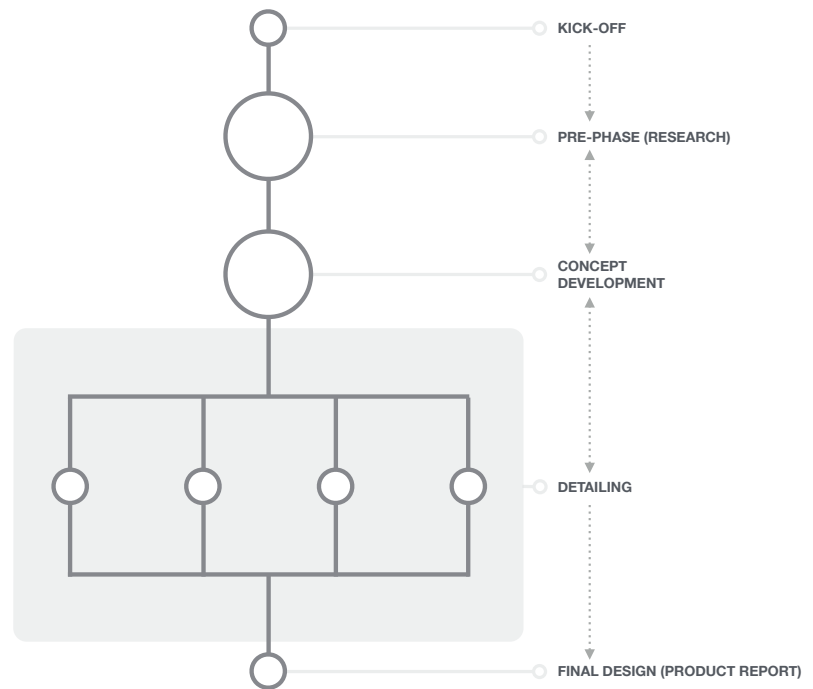 KICK-OFF
PRE-PHASE (RESEARCH)
CONCEPT
DEVELOPMENT
DETAILING
FINAL DESIGN (PRODUCT REPORT)